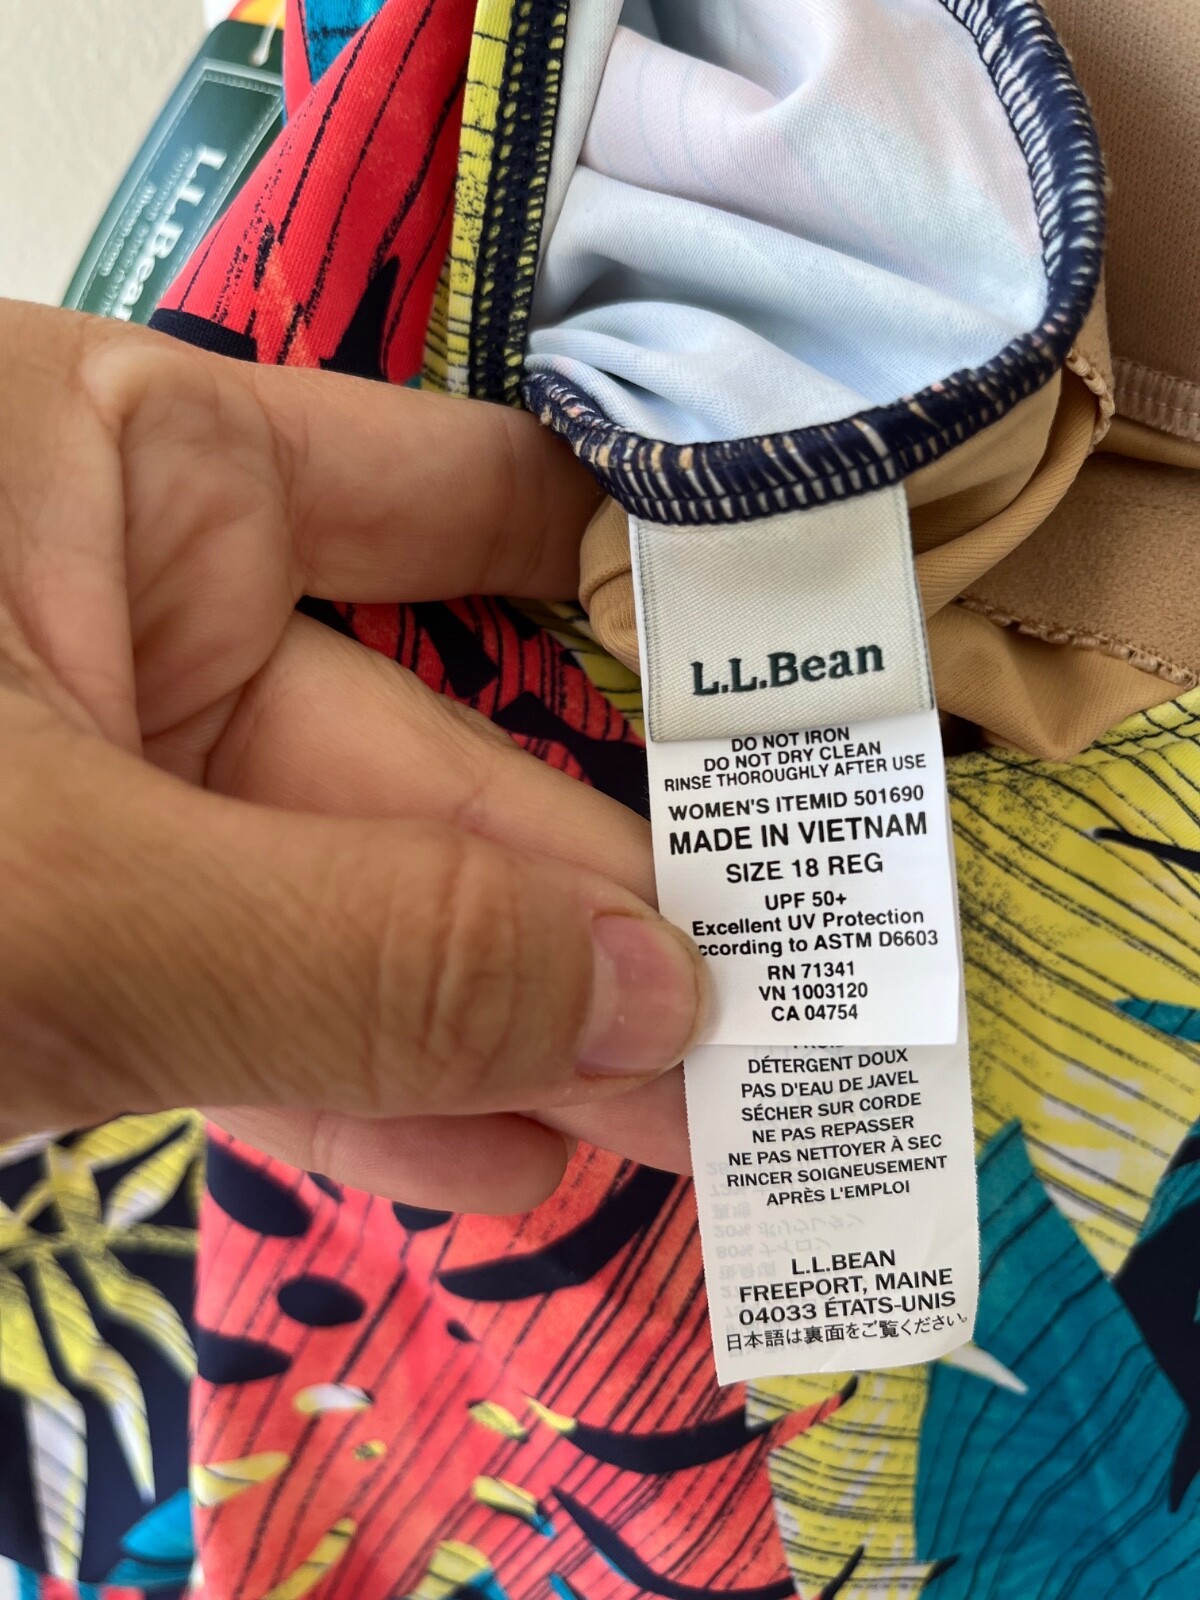 L.L.Bean
L.L.Bean
DO NOT IRON
DO NOT DRY CLEAN
RINSE THOROUGHLY AFTER USE
WOMEN'S ITEMID 501690
MADE IN VIETNAM
SIZE 18 REG
UPF 50+
Excellent UV Protection
ccording to ASTM D6603
RN 71341
VN 1003120
CA 04754
DÉTERGENT DOUX
PAS D'EAU DE JAVEL
SÉCHER SUR CORDE
NE PAS REPASSER
NE PAS NETTOYER À SEC
RINCER SOIGNEUSEMENT
APRÈS L'EMPLOI
L.L.BEAN
FREEPORT, MAINE
04033 ÉTATS-UNIS
日本語は裏面をご覧ください。